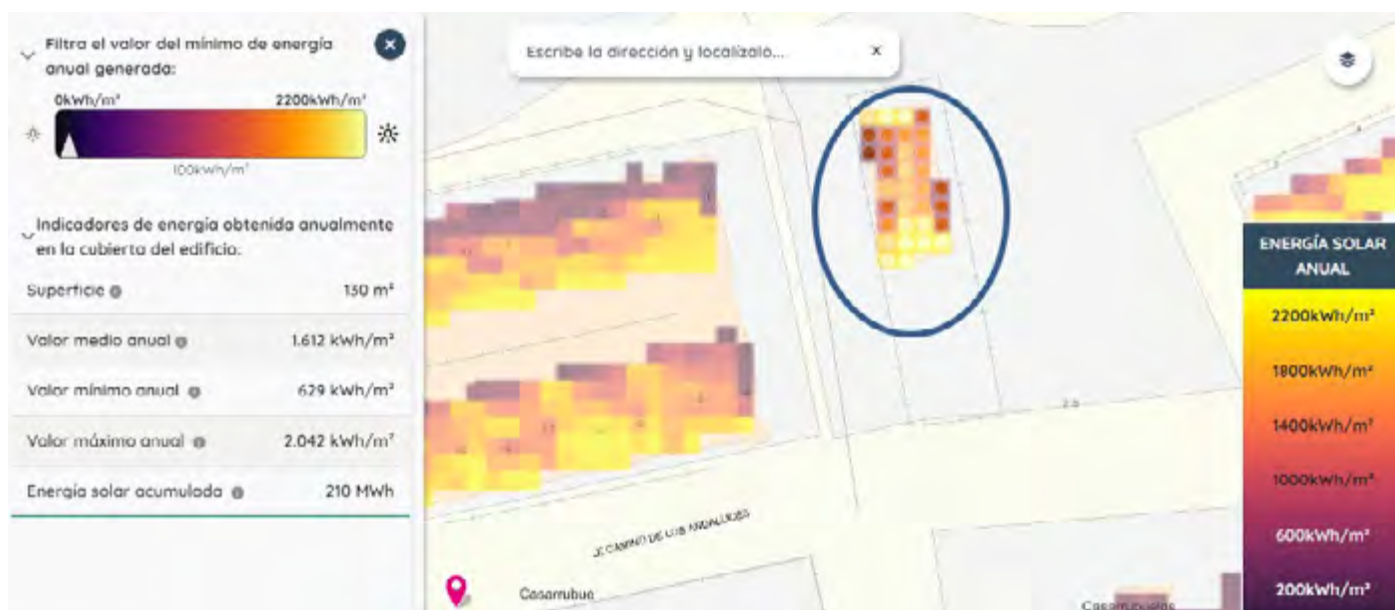 Filtra el valor del mínimo de energía
anual generada:
0kWh/m²
2200kWh/m²
100kWh/m²
Indicadores de energía obtenida anualmente
en la cubierta del edificio:
Superficie
130 m²
Valor medio anual
1.612 kWh/m²
Valor mínimo anual
629 kWh/m²
Valor máximo anual
2.042 kWh/m²
Energía solar acumulada
210 MWh
Escribe la dirección y localízalo...
x
CAMINO DE LOS ANDALUCES
Casarrubue
Casarrubuelos
ENERGÍA SOLAR
ANUAL
2200kWh/m²
1800kWh/m²
1400kWh/m²
1000kWh/m²
600kWh/m²
200kWh/m²